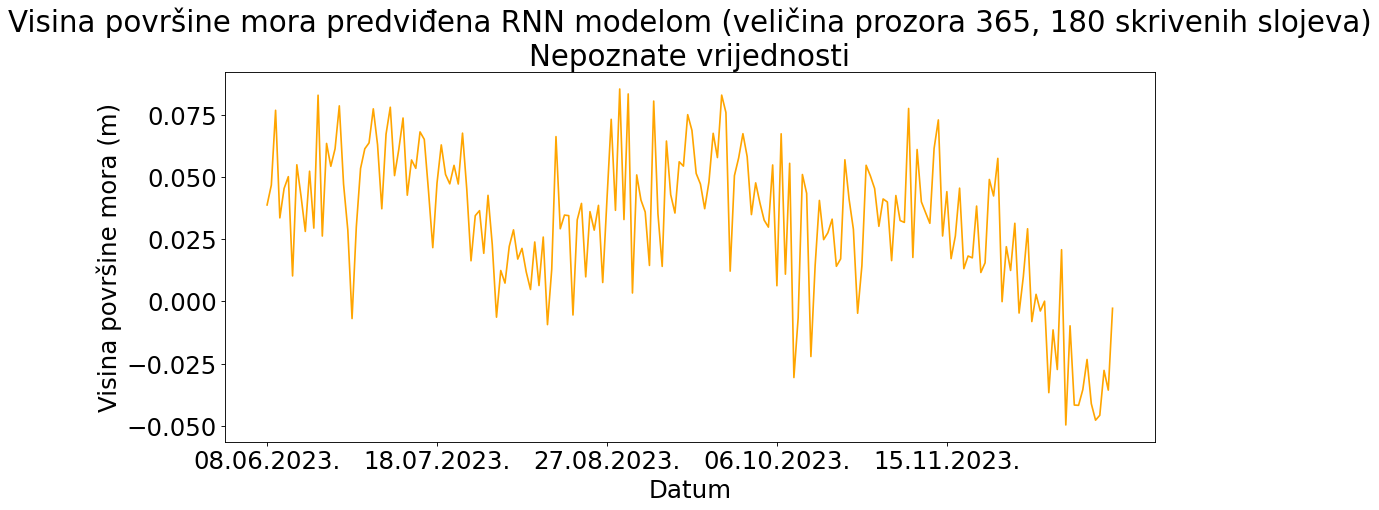 Visina površine mora predviđena RNN modelom (veličina prozora 365, 180 skrivenih slojeva)
Nepoznate vrijednosti
Visina površine mora (m)
0.075
0.050
0.025
0.000
−0.025
−0.050
08.06.2023. 18.07.2023. 27.08.2023. 06.10.2023. 15.11.2023.
Datum